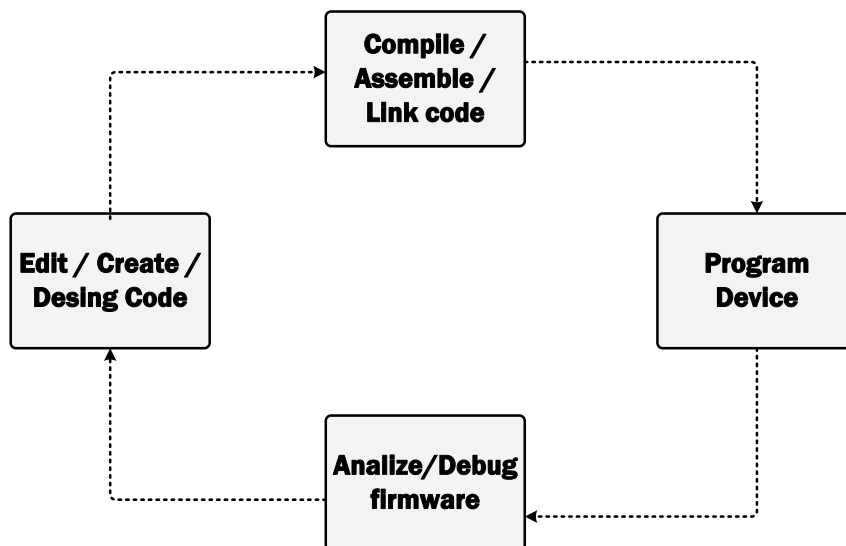 Compile /
Assemble /
Link code
Edit / Create /
Desing Code
Program
Device
Analize/Debug
firmware